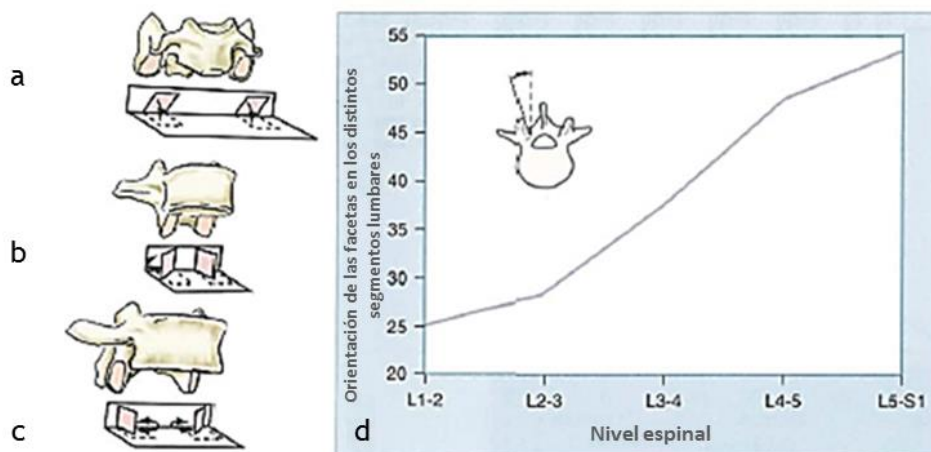 a
b
c
d
Orientación de las facetas en los distintos
segmentos lumbares
55
50
45
40
35
30
25
20
L1-2
L2-3
L3-4
L4-5
L5-S1
Nivel espinal